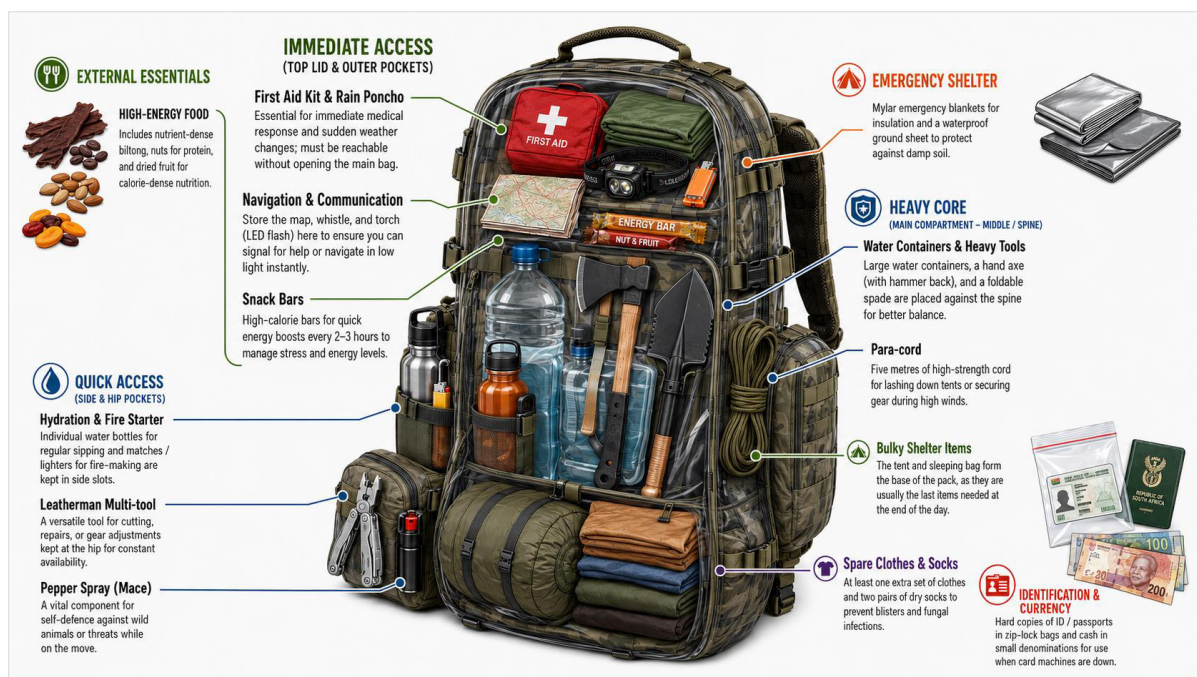 EXTERNAL ESSENTIALS
HIGH-ENERGY FOOD
Includes nutrient-dense
biltong, nuts for protein,
and dried fruit for
calorie-dense nutrition.
IMMEDIATE ACCESS
(TOP LID & OUTER POCKETS)
First Aid Kit & Rain Poncho
Essential for immediate medical
response and sudden weather
changes; must be reachable
without opening the main bag.
Navigation & Communication
Store the map, whistle, and torch
(LED flash) here to ensure you can
signal for help or navigate in low
light instantly.
Snack Bars
High-calorie bars for quick
energy boosts every 2–3 hours to
manage stress and energy levels.
QUICK ACCESS
(SIDE & HIP POCKETS)
Hydration & Fire Starter
Individual water bottles for
regular sipping and matches /
lighters for fire-making are
kept in side slots.
Leatherman Multi-tool
A versatile tool for cutting,
repairs, or gear adjustments
kept at the hip for constant
availability.
Pepper Spray (Mace)
A vital component for
self-defence against wild
animals or threats while
on the move.
FIRST AID
ENERGY BAR
NUT & FRUIT
EMERGENCY SHELTER
Mylar emergency blankets for
insulation and a waterproof
ground sheet to protect
against damp soil.
HEAVY CORE
(MAIN COMPARTMENT – MIDDLE / SPINE)
Water Containers & Heavy Tools
Large water containers, a hand axe
(with hammer back), and a foldable
spade are placed against the spine
for better balance.
Para-cord
Five metres of high-strength cord
for lashing down tents or securing
gear during high winds.
Bulky Shelter Items
The tent and sleeping bag form
the base of the pack, as they are
usually the last items needed at
the end of the day.
Spare Clothes & Socks
At least one extra set of clothes
and two pairs of dry socks to
prevent blisters and fungal
infections.
REPUBLIC OF
SOUTH AFRICA
100
20
200
IDENTIFICATION &
CURRENCY
Hard copies of ID / passports
in zip-lock bags and cash in
small denominations for use
when card machines are down.